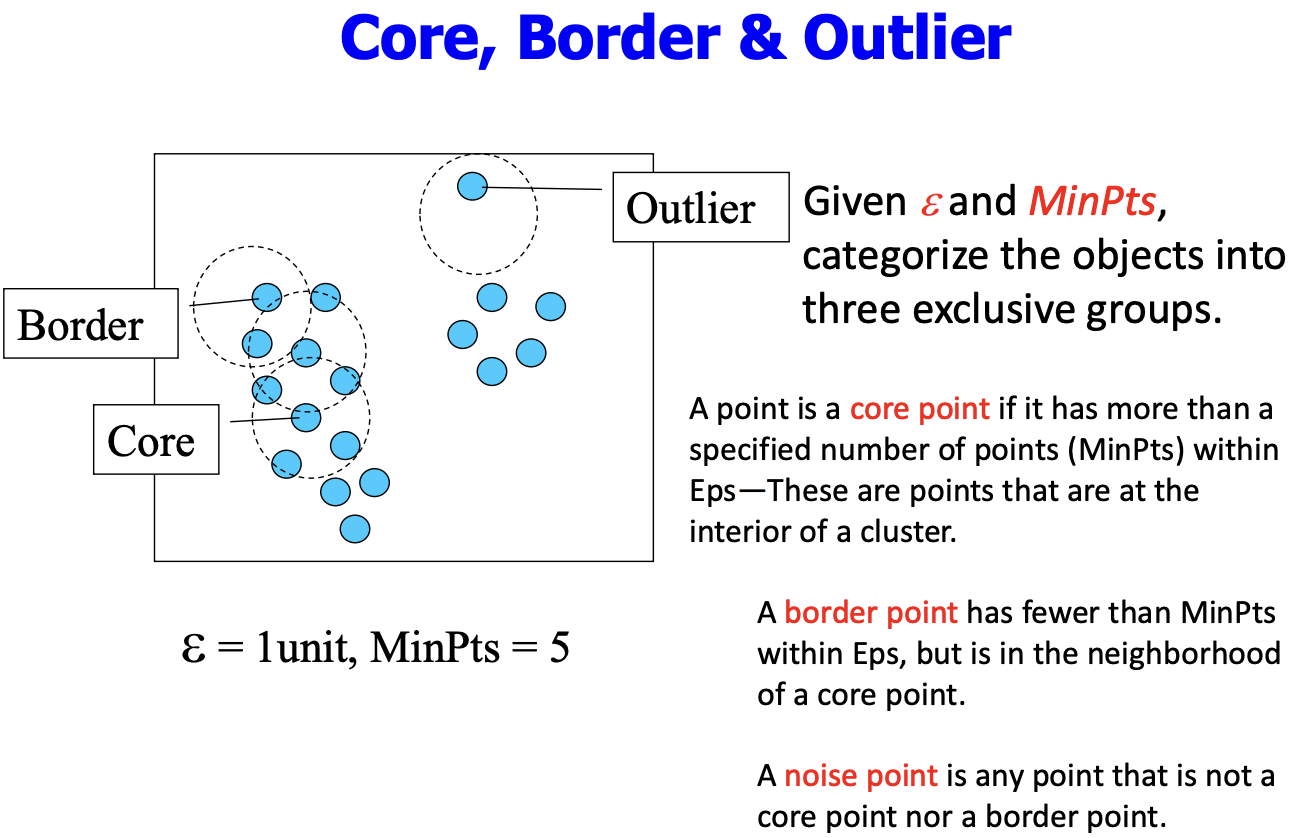 Core, Border & Outlier
Outlier
Border
Core
ε = 1unit, MinPts = 5
Given ε and MinPts,
categorize the objects into
three exclusive groups.
A point is a core point if it has more than a
specified number of points (MinPts) within
Eps—These are points that are at the
interior of a cluster.
A border point has fewer than MinPts
within Eps, but is in the neighborhood
of a core point.
A noise point is any point that is not a
core point nor a border point.